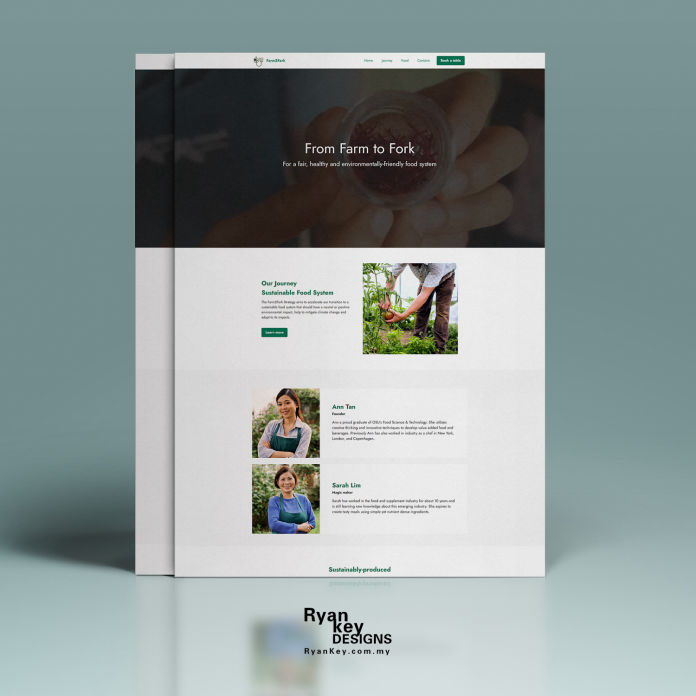 Farm2Fork
Home
Journey
Food
Contate
Book a table
From Farm to Fork
For a fair, healthy and environmentally-friendly food system
Our Journey
Sustainable Food System
The Farm2Fork Strategy aims to accelerate our transition to a
sustainable food system that should have a neutral or positive
environmental impact, help to mitigate climate change and
adapt to its impacts.
Learn more
Ann Tan
Founder
Ann a proud graduate of OSU's Food Science & Technology. She utilises
creative thinking and innovative techniques to develop value added food and
beverages. Previously Ann Tan also worked in industry as a chef in New York,
London, and Copenhagen.
Sarah Lim
Magic maker
Sarah has worked in the food and supplement industry for about 10 years and
is still learning new knowledge about this emerging industry. She aspires to
create tasty meals using simple yet nutrient dense ingredients.
Sustainably-produced
Ryan
key
DESIGNS
RyanKey.com.my